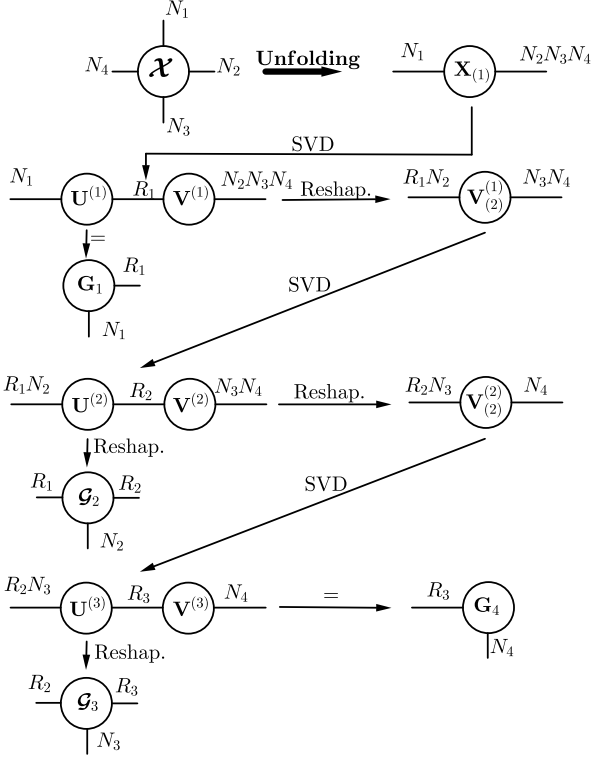 N₁
N₄ 𝓧 N₂ Unfolding N₁ X₍₁₎ N₂N₃N₄
N₃
SVD
N₁ U⁽¹⁾ R₁ V⁽¹⁾ N₂N₃N₄ Reshap. R₁N₂ V₍₂₎⁽¹⁾ N₃N₄
=
G₁ R₁
N₁
SVD
R₁N₂ U⁽²⁾ R₂ V⁽²⁾ N₃N₄ Reshap. R₂N₃ V₍₂₎⁽²⁾ N₄
Reshap.
R₁ 𝓖₂ R₂
N₂
SVD
R₂N₃ U⁽³⁾ R₃ V⁽³⁾ N₄ = R₃ G₄
N₄
Reshap.
R₂ 𝓖₃ R₃
N₃